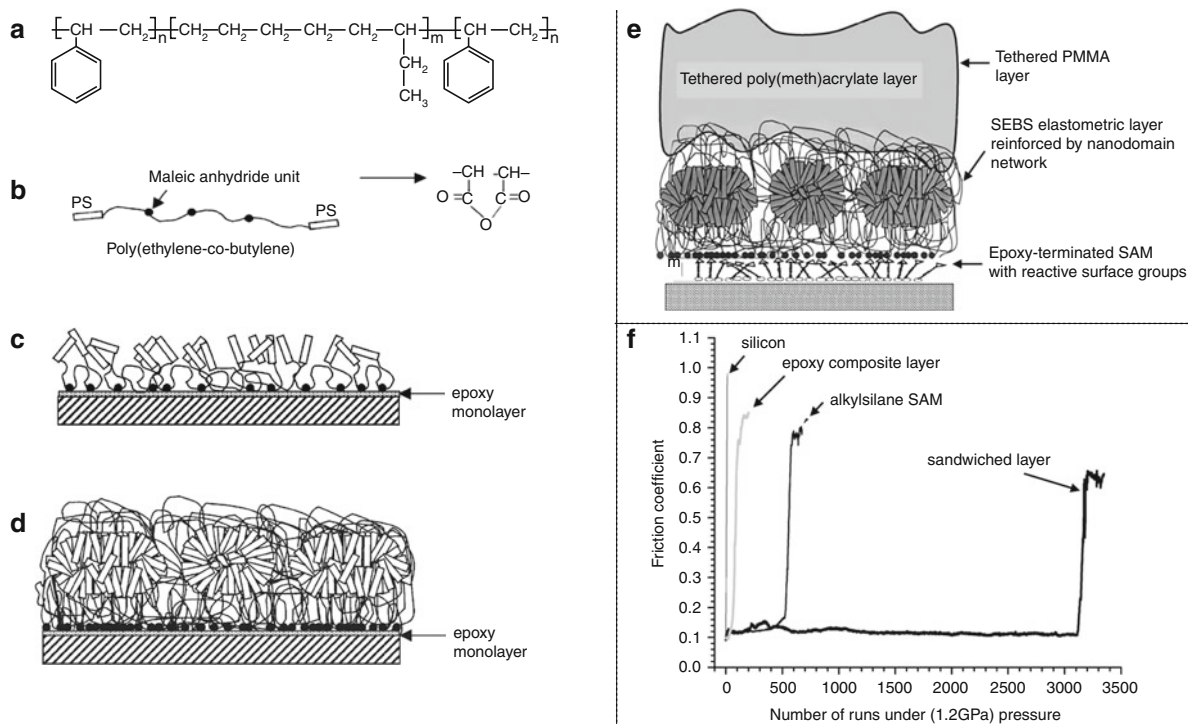 a
[CH—CH2]n[CH2—CH2—CH2—CH2—CH2—CH]m[CH—CH2]n
CH2
CH3
b
Maleic anhydride unit
PS
PS
Poly(ethylene-co-butylene)
—CH CH—
O=C C=O
O
c
epoxy
monolayer
d
epoxy
monolayer
e
Tethered poly(meth)acrylate layer
Tethered PMMA
layer
SEBS elastometric layer
reinforced by nanodomain
network
m
Epoxy-terminated SAM
with reactive surface groups
f
1.1
1.0
0.9
0.8
0.7
0.6
0.5
0.4
0.3
0.2
0.1
0.0
Friction coefficient
silicon
epoxy composite layer
alkylsilane SAM
sandwiched layer
0 500 1000 1500 2000 2500 3000 3500
Number of runs under (1.2GPa) pressure